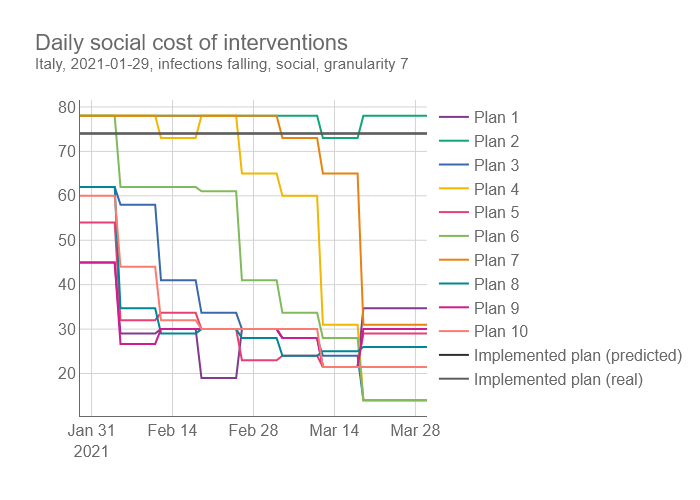 Daily social cost of interventions
Italy, 2021-01-29, infections falling, social, granularity 7
80
70
60
50
40
30
20
Jan 31
2021
Feb 14
Feb 28
Mar 14
Mar 28
Plan 1
Plan 2
Plan 3
Plan 4
Plan 5
Plan 6
Plan 7
Plan 8
Plan 9
Plan 10
Implemented plan (predicted)
Implemented plan (real)